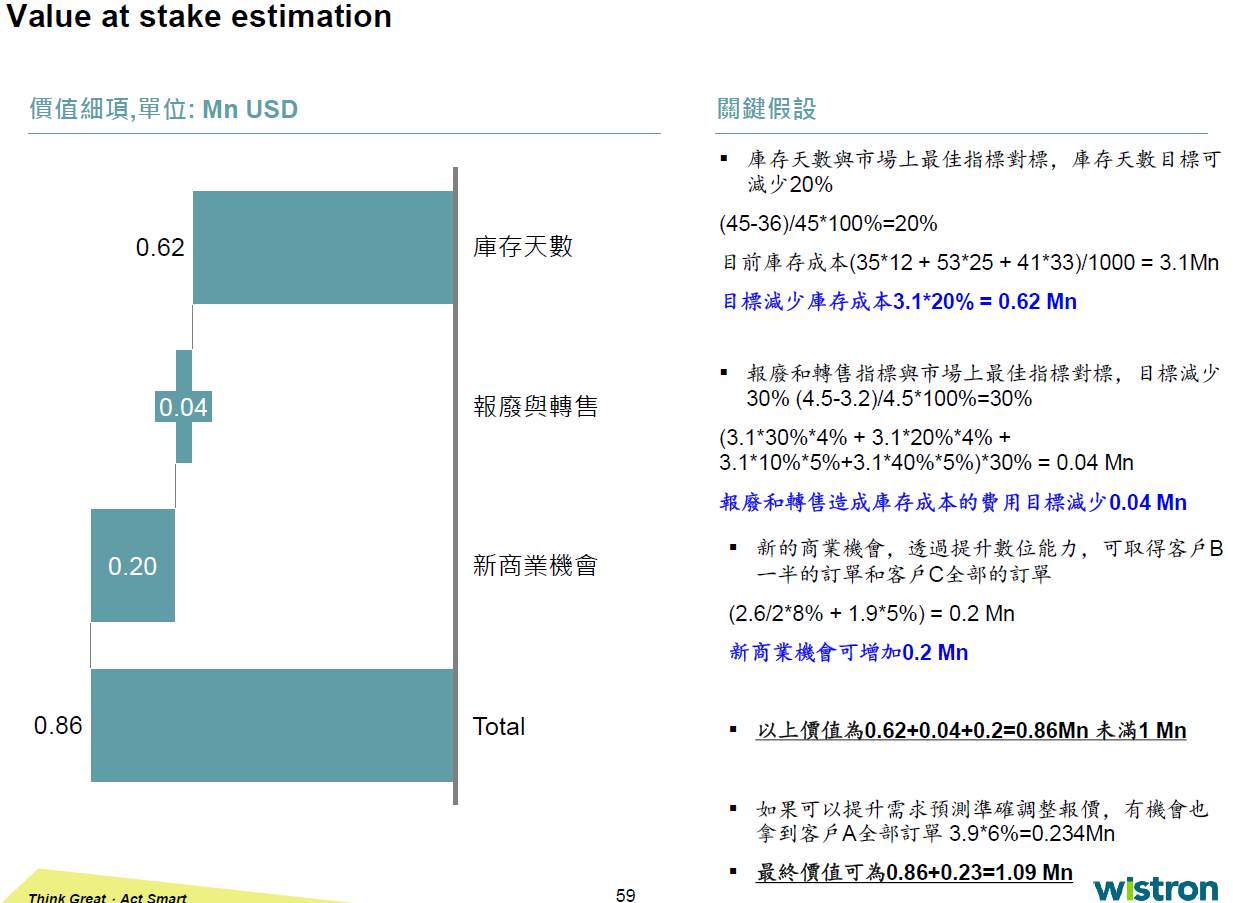 Value at stake estimation
價值細項,單位: Mn USD
0.62
庫存天數
0.04
報廢與轉售
0.20
新商業機會
0.86
Total
關鍵假設
▪ 庫存天數與市場上最佳指標對標，庫存天數目標可
減少20%
(45-36)/45*100%=20%
目前庫存成本(35*12 + 53*25 + 41*33)/1000 = 3.1Mn
目標減少庫存成本3.1*20% = 0.62 Mn
▪ 報廢和轉售指標與市場上最佳指標對標，目標減少
30% (4.5-3.2)/4.5*100%=30%
(3.1*30%*4% + 3.1*20%*4% +
3.1*10%*5%+3.1*40%*5%)*30% = 0.04 Mn
報廢和轉售造成庫存成本的費用目標減少0.04 Mn
▪ 新的商業機會，透過提升數位能力，可取得客戶B
一半的訂單和客戶C全部的訂單
(2.6/2*8% + 1.9*5%) = 0.2 Mn
新商業機會可增加0.2 Mn
▪ 以上價值為0.62+0.04+0.2=0.86Mn 未滿1 Mn
▪ 如果可以提升需求預測準確調整報價，有機會也
拿到客戶A全部訂單 3.9*6%=0.234Mn
▪ 最終價值可為0.86+0.23=1.09 Mn
Think Great · Act Smart
59
wistron